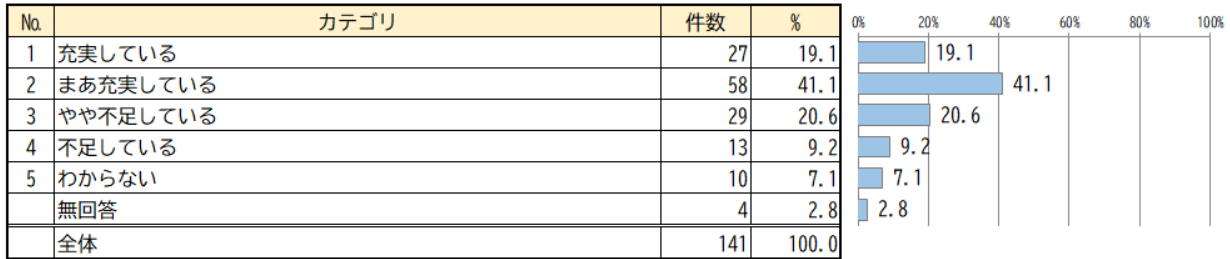 No. カテゴリ 件数 % 0% 20% 40% 60% 80% 100%
1 充実している 27 19.1 19.1
2 まあ充実している 58 41.1 41.1
3 やや不足している 29 20.6 20.6
4 不足している 13 9.2 9.2
5 わからない 10 7.1 7.1
無回答 4 2.8 2.8
全体 141 100.0